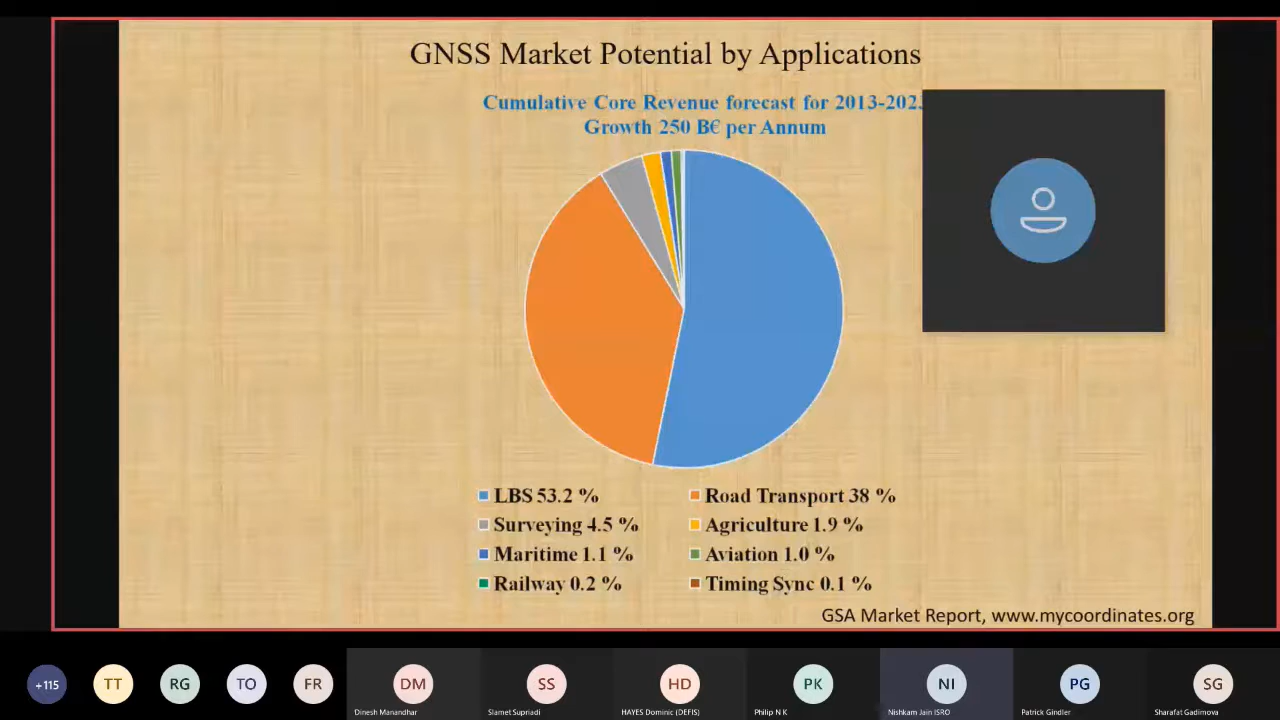 GNSS Market Potential by Applications
Cumulative Core Revenue forecast for
Growth 250 B€ per Annum
LBS 53.2 %
Road Transport 38 %
Surveying 4.5 %
Agriculture 1.9 %
Maritime 1.1 %
Aviation 1.0 %
Railway 0.2 %
Timing Sync 0.1 %
GSA Market Report, www.mycoordinates.org
+115
TT
RG
TO
FR
DM
SS
HD
PK
NI
PG
SG
Dinesh Manandhar
Slamet Supriadi
HAYES Dominic (DEFIS)
Philip N K
Nishkam Jain ISRO
Patrick Gindler
Sharafat Gadimova